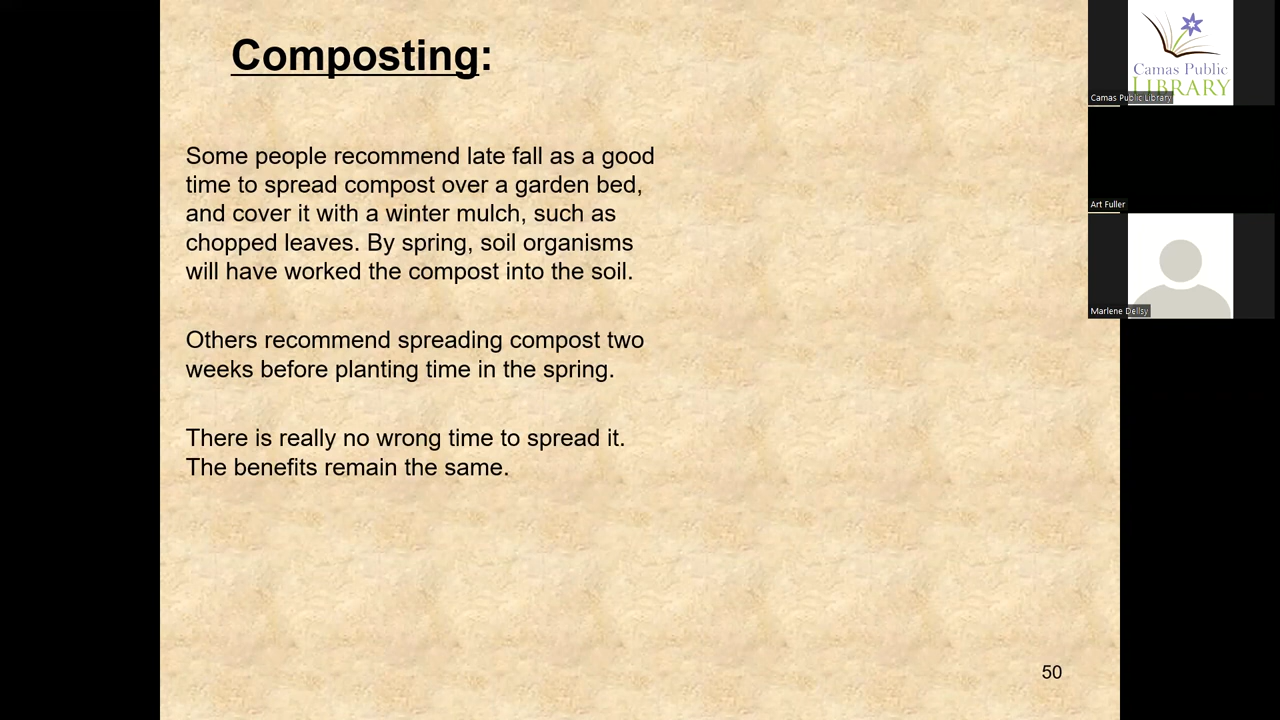 Composting:
Some people recommend late fall as a good
time to spread compost over a garden bed,
and cover it with a winter mulch, such as
chopped leaves. By spring, soil organisms
will have worked the compost into the soil.
Others recommend spreading compost two
weeks before planting time in the spring.
There is really no wrong time to spread it.
The benefits remain the same.
50
Camas Public
LIBRARY
Camas Public Library
Art Fuller
Marlene Dellsy